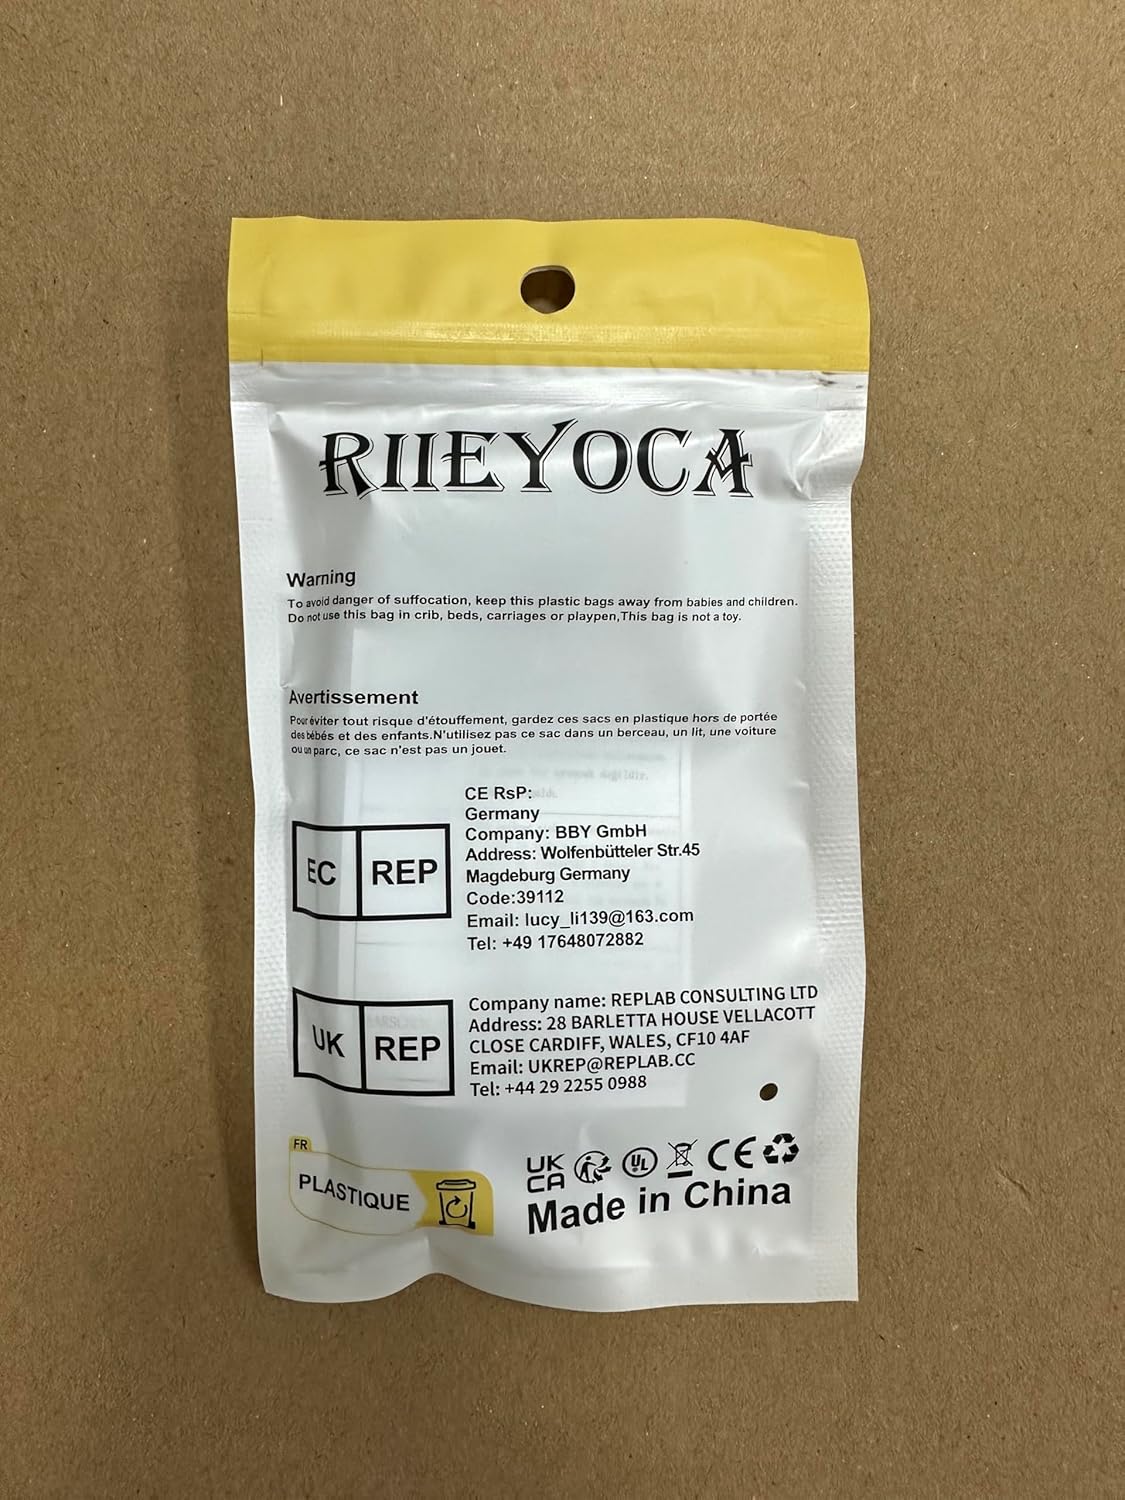 RIIEYOCA
Warning
To avoid danger of suffocation, keep this plastic bags away from babies and children.
Do not use this bag in crib, beds, carriages or playpen,This bag is not a toy.
Avertissement
Pour éviter tout risque d'étouffement, gardez ces sacs en plastique hors de portée
des bébés et des enfants.N'utilisez pas ce sac dans un berceau, un lit, une voiture
ou un parc, ce sac n'est pas un jouet.
EC REP
CE RsP:
Germany
Company: BBY GmbH
Address: Wolfenbütteler Str.45
Magdeburg Germany
Code:39112
Email: lucy_li139@163.com
Tel: +49 17648072882
UK REP
Company name: REPLAB CONSULTING LTD
Address: 28 BARLETTA HOUSE VELLACOTT
CLOSE CARDIFF, WALES, CF10 4AF
Email: UKREP@REPLAB.CC
Tel: +44 29 2255 0988
FR
PLASTIQUE
UK
CA
UL
CE
Made in China